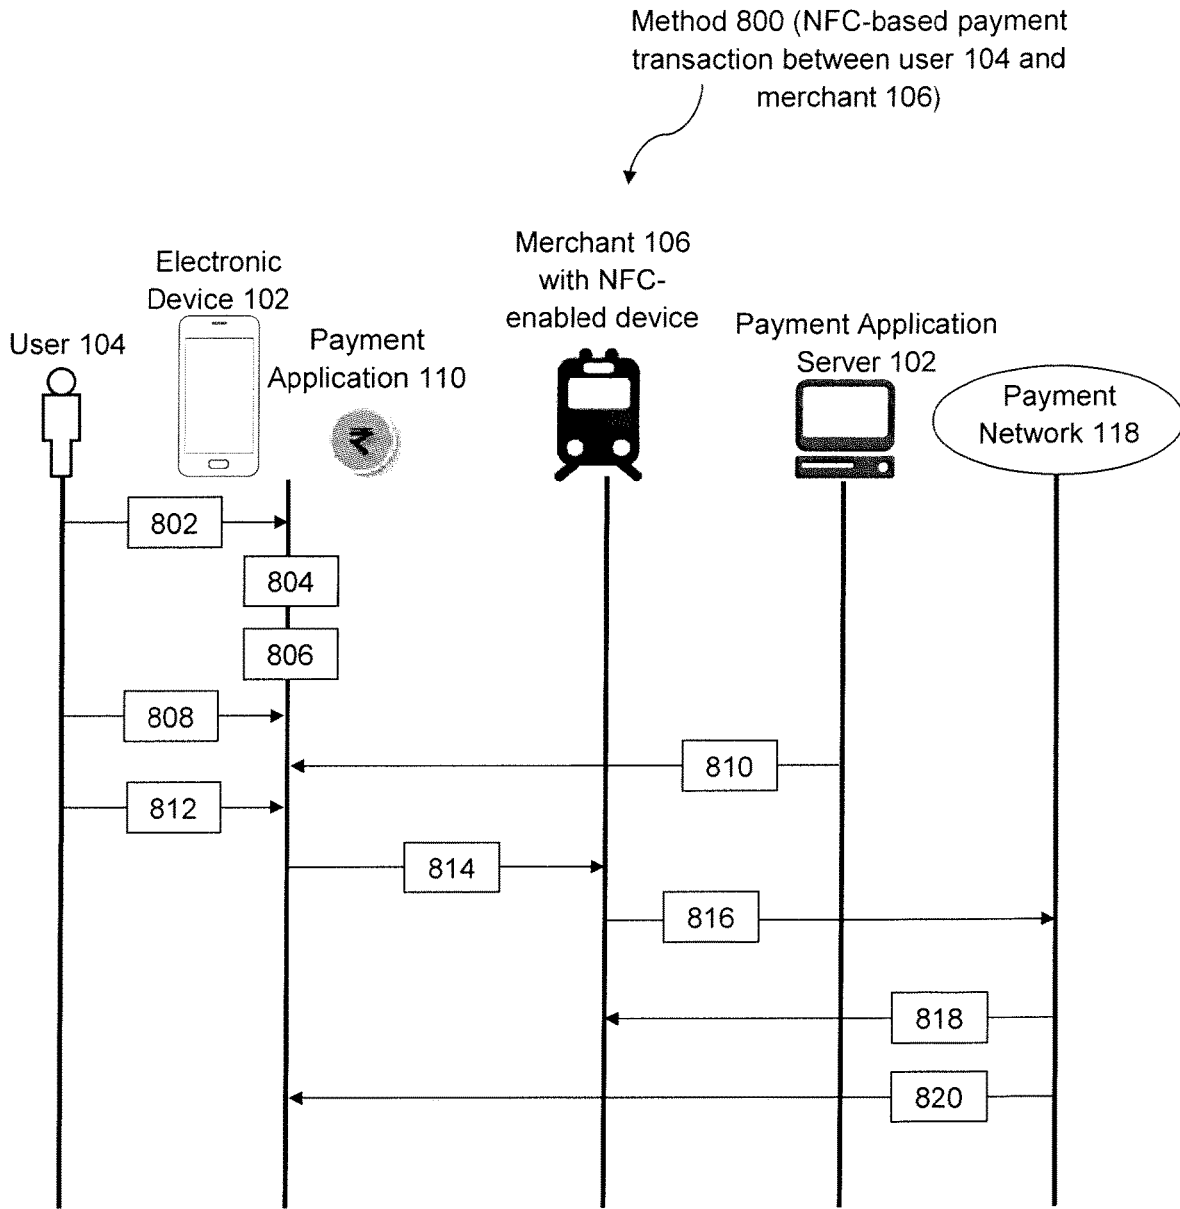 Method 800 (NFC-based payment
transaction between user 104 and
merchant 106)
Electronic
Device 102
Merchant 106
with NFC-
enabled device
User 104
Payment
Application 110
Payment Application
Server 102
Payment
Network 118
₹
802
804
806
808
810
812
814
816
818
820